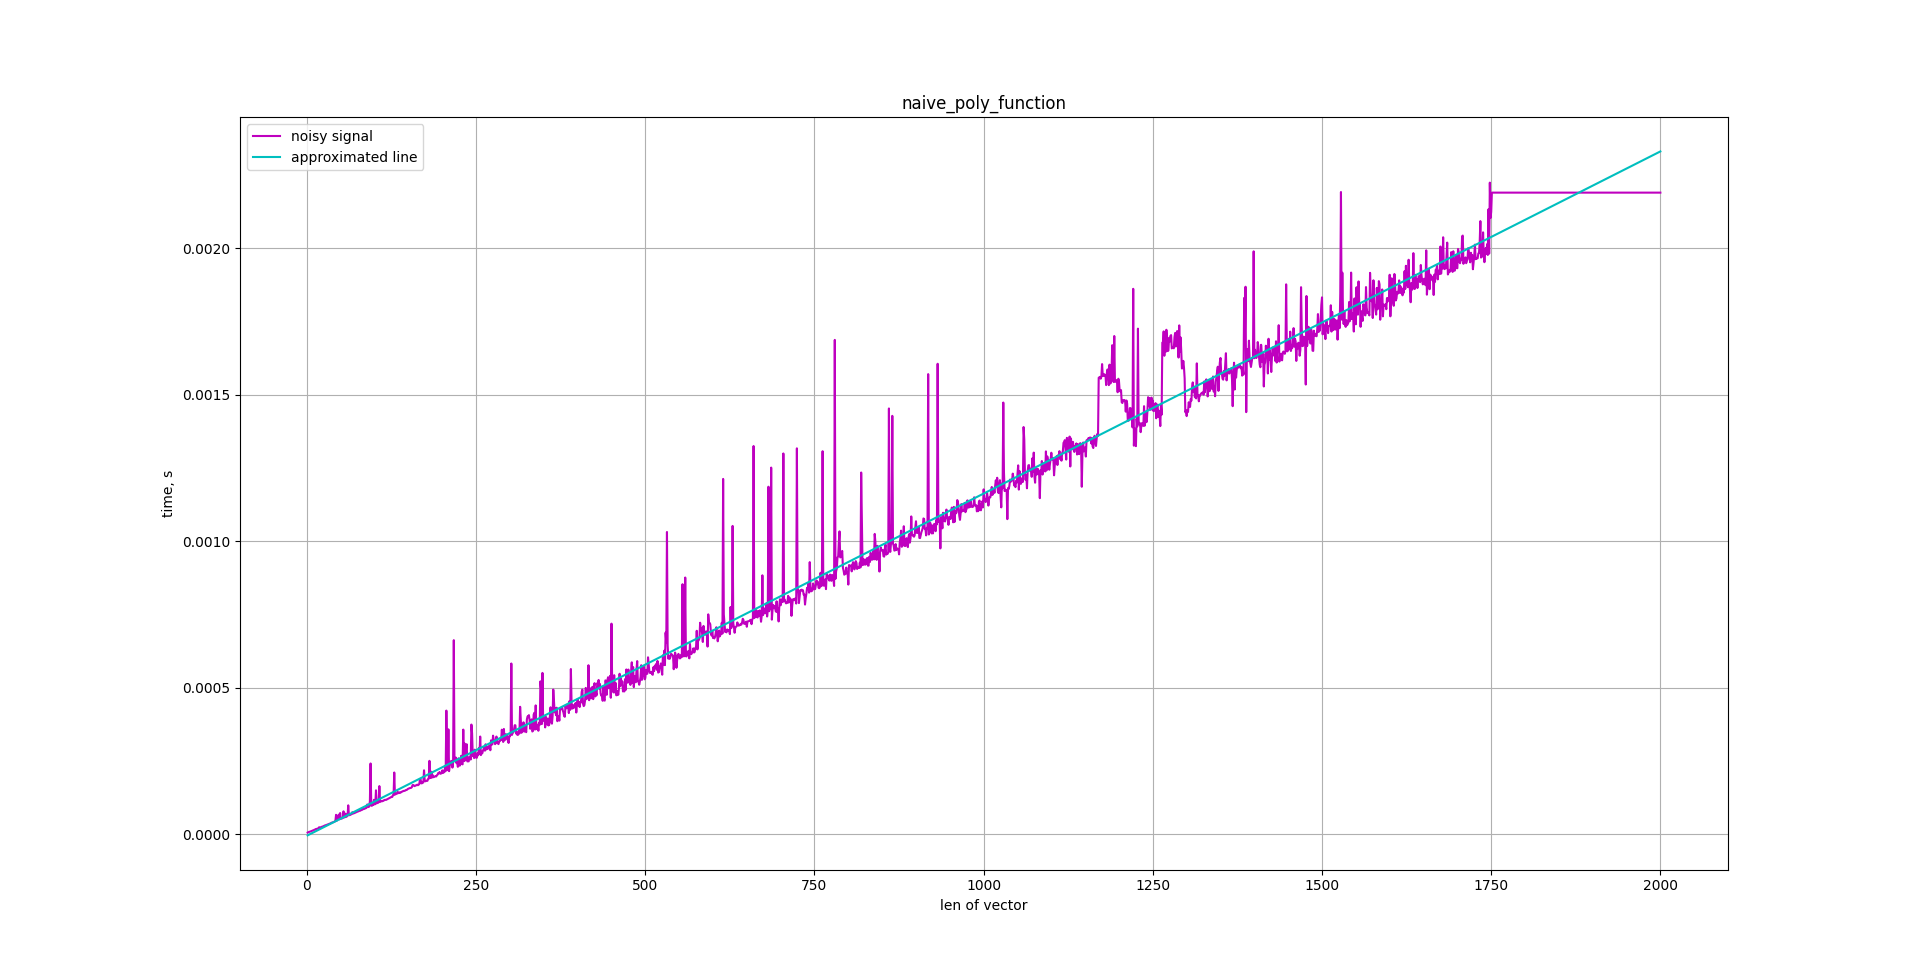 naive_poly_function
noisy signal
approximated line
time, s
0.0020
0.0015
0.0010
0.0005
0.0000
0 250 500 750 1000 1250 1500 1750 2000
len of vector